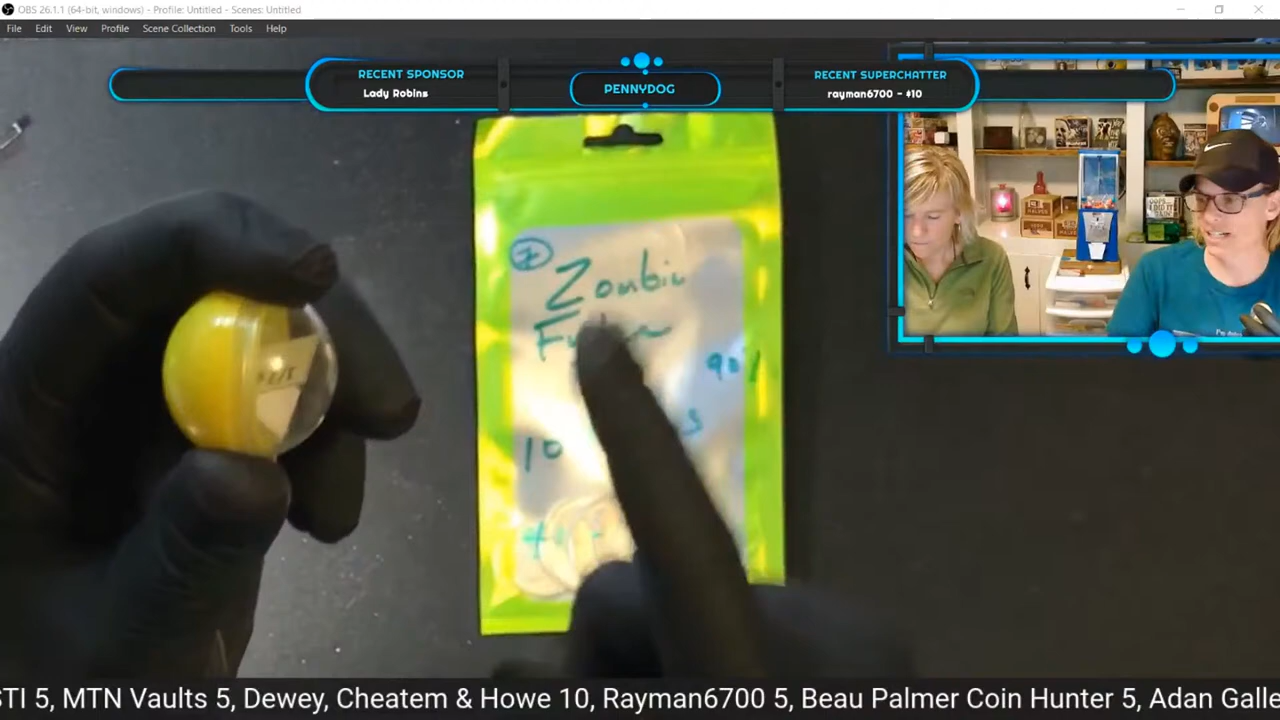 OBS 26.1.1 (64-bit, windows) - Profile: Untitled - Scenes: Untitled
File Edit View Profile Scene Collection Tools Help
RECENT SPONSOR
Lady Robins
PENNYDOG
RECENT SUPERCHATTER
rayman6700 - $10
Z
Zombie
90%
10
STI 5, MTN Vaults 5, Dewey, Cheatem & Howe 10, Rayman6700 5, Beau Palmer Coin Hunter 5, Adan Galle